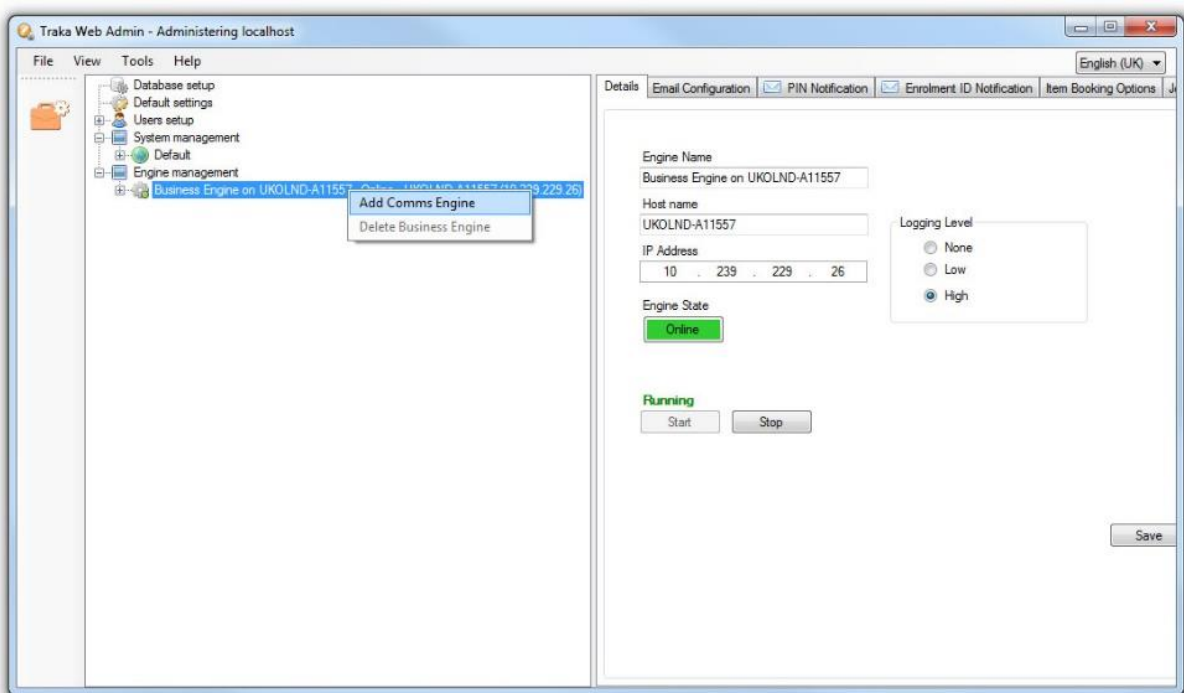 Traka Web Admin - Administering localhost
File View Tools Help
English (UK)
Database setup
Default settings
Users setup
System management
Default
Engine management
Business Engine on UKOLND-A11557 229.26)
Add Comms Engine
Delete Business Engine
Details Email Configuration PIN Notification Enrolment ID Notification Item Booking Options
Engine Name
Business Engine on UKOLND-A11557
Host name
UKOLND-A11557
IP Address
10 . 239 . 229 . 26
Engine State
Online
Logging Level
None
Low
High
Running
Start Stop
Save